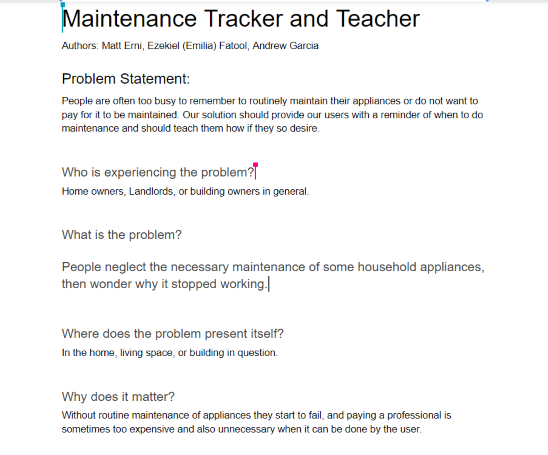 Maintenance Tracker and Teacher
Authors: Matt Erni, Ezekiel (Emilia) Fatool, Andrew Garcia
Problem Statement:
People are often too busy to remember to routinely maintain their appliances or do not want to
pay for it to be maintained. Our solution should provide our users with a reminder of when to do
maintenance and should teach them how if they so desire.
Who is experiencing the problem?
Home owners, Landlords, or building owners in general.
What is the problem?
People neglect the necessary maintenance of some household appliances,
then wonder why it stopped working.
Where does the problem present itself?
In the home, living space, or building in question.
Why does it matter?
Without routine maintenance of appliances they start to fail, and paying a professional is
sometimes too expensive and also unnecessary when it can be done by the user.